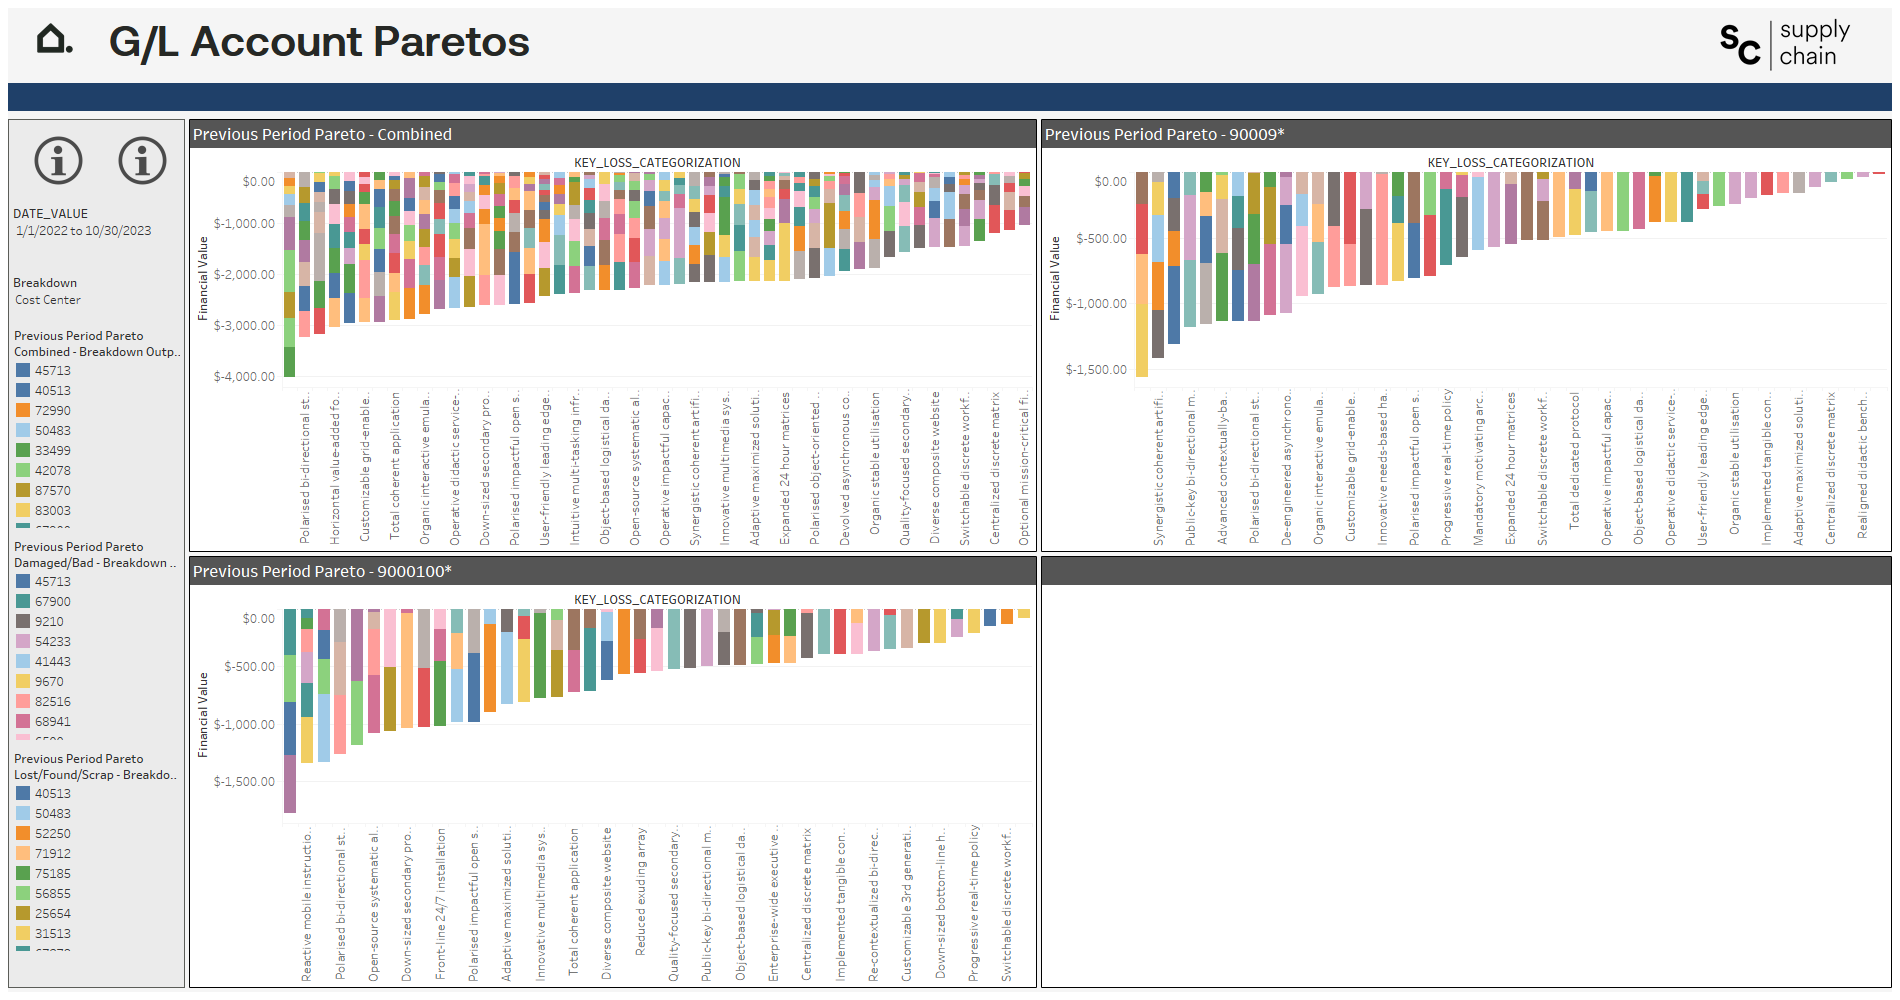 G/L Account Paretos
SC
supply
chain
DATE_VALUE
1/1/2022 to 10/30/2023
Breakdown
Cost Center
Previous Period Pareto
Combined - Breakdown Outp..
45713
40513
72990
50483
33499
42078
87570
83003
Previous Period Pareto
Damaged/Bad - Breakdown ..
45713
67900
9210
54233
41443
9670
82516
68941
Previous Period Pareto
Lost/Found/Scrap - Breakdo..
40513
50483
52250
71912
75185
56855
25654
31513
Previous Period Pareto - Combined
KEY_LOSS_CATEGORIZATION
Financial Value
$0.00
$-1,000.00
$-2,000.00
$-3,000.00
$-4,000.00
Polarised bi-directional st..
Horizontal value-added fo..
Customizable grid-enable..
Total coherent application
Organic interactive emula..
Operative didactic service-..
Down-sized secondary pro..
Polarised impactful open s..
User-friendly leading edge..
Intuitive multi-tasking infr..
Object-based logistical da..
Open-source systematic al..
Operative impactful capac..
Synergistic coherent artifi..
Innovative multimedia sys..
Adaptive maximized soluti..
Expanded 24 hour matrices
Polarised object-oriented ..
Devolved asynchronous co..
Organic stable utilisation
Quality-focused secondary..
Diverse composite website
Switchable discrete workf..
Centralized discrete matrix
Optional mission-critical fi..
Previous Period Pareto - 90009*
KEY_LOSS_CATEGORIZATION
Financial Value
$0.00
$-500.00
$-1,000.00
$-1,500.00
Synergistic coherent artifi..
Public-key bi-directional m..
Advanced contextually-ba..
Polarised bi-directional st..
De-engineered asynchrono..
Organic interactive emula..
Customizable grid-enable..
Innovative needs-based ha..
Polarised impactful open s..
Progressive real-time policy
Mandatory motivating arc..
Expanded 24 hour matrices
Switchable discrete workf..
Total dedicated protocol
Operative impactful capac..
Object-based logistical da..
Operative didactic service-..
User-friendly leading edge..
Organic stable utilisation
Implemented tangible con..
Adaptive maximized soluti..
Centralized discrete matrix
Realigned didactic bench..
Previous Period Pareto - 9000100*
KEY_LOSS_CATEGORIZATION
Financial Value
$0.00
$-500.00
$-1,000.00
$-1,500.00
Reactive mobile instructio..
Polarised bi-directional st..
Open-source systematic al..
Down-sized secondary pro..
Front-line 24/7 installation
Polarised impactful open s..
Adaptive maximized soluti..
Innovative multimedia sys..
Total coherent application
Diverse composite website
Reduced exuding array
Quality-focused secondary..
Public-key bi-directional m..
Object-based logistical da..
Enterprise-wide executive ..
Centralized discrete matrix
Implemented tangible con..
Re-contextualized bi-direc..
Customizable 3rd generati..
Down-sized bottom-line h..
Progressive real-time policy
Switchable discrete workf..